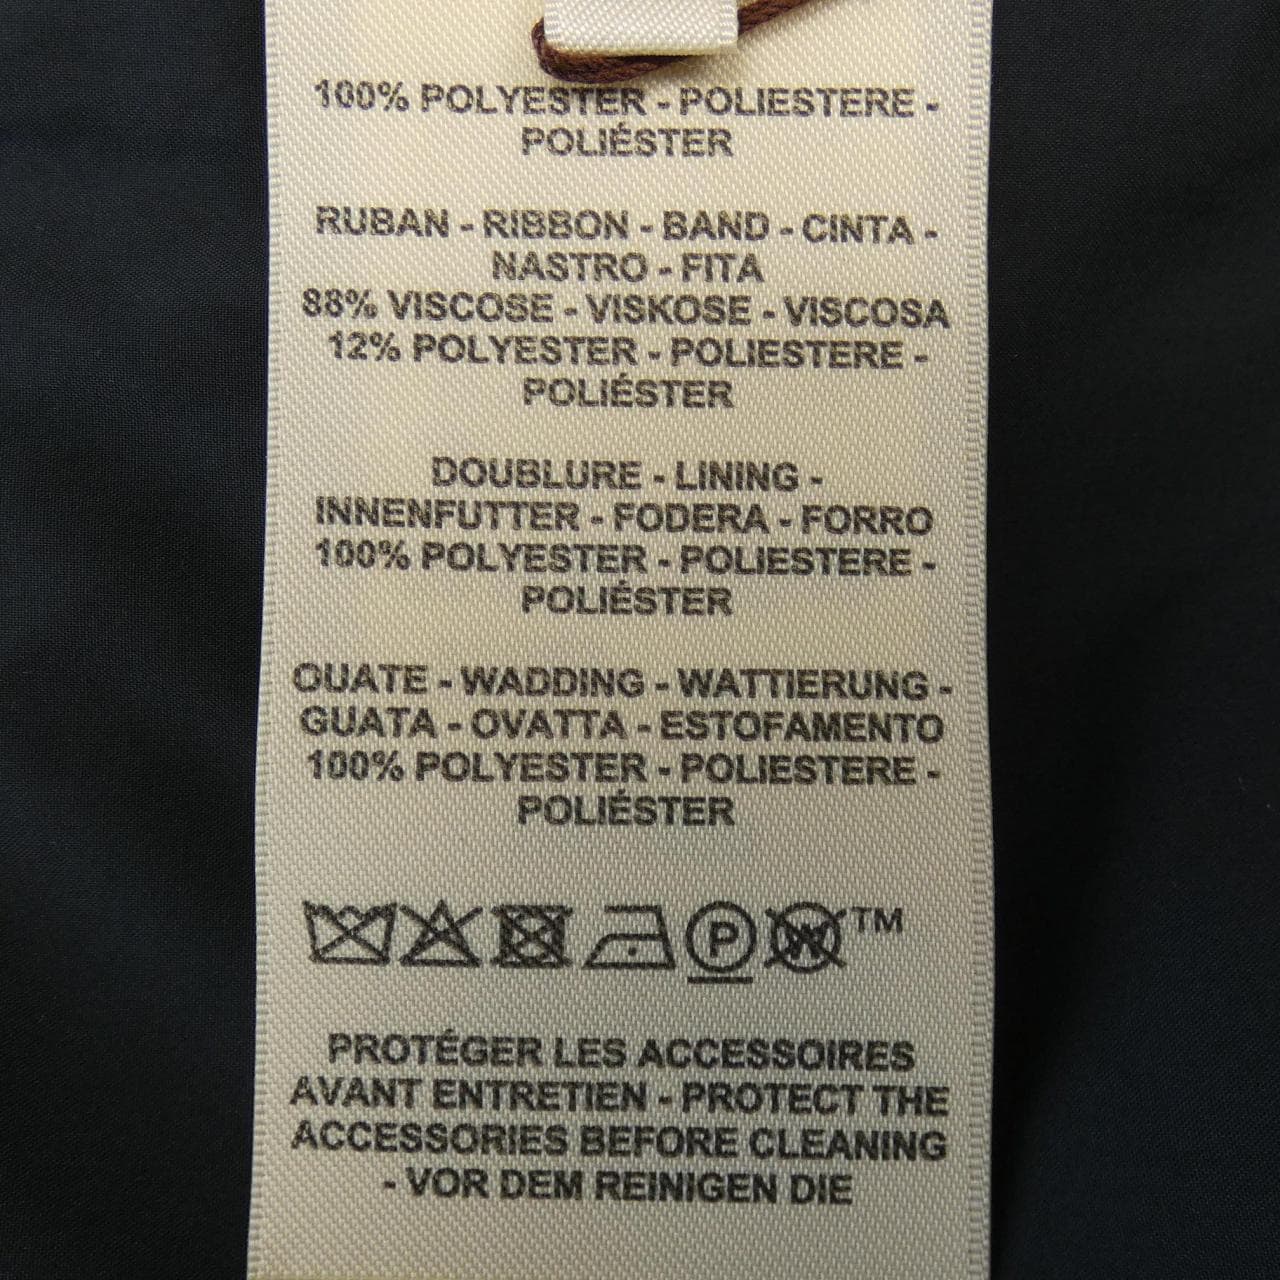 100% POLYESTER - POLIESTERE -
POLIÉSTER
RUBAN - RIBBON - BAND - CINTA -
NASTRO - FITA
88% VISCOSE - VISKOSE - VISCOSA
12% POLYESTER - POLIESTERE -
POLIÉSTER
DOUBLURE - LINING -
INNENFUTTER - FODERA - FORRO
100% POLYESTER - POLIESTERE -
POLIÉSTER
OUATE - WADDING - WATTIERUNG -
GUATA - OVATTA - ESTOFAMENTO
100% POLYESTER - POLIESTERE -
POLIÉSTER
P W TM
PROTÉGER LES ACCESSOIRES
AVANT ENTRETIEN - PROTECT THE
ACCESSORIES BEFORE CLEANING
- VOR DEM REINIGEN DIE